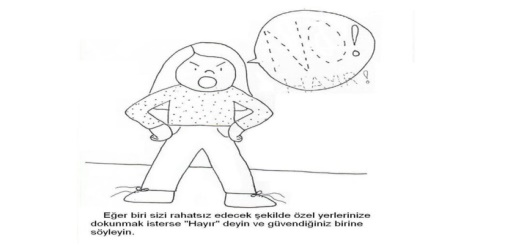 NO!
HAYIR!
Eğer biri sizi rahatsız edecek şekilde özel yerlerinize
dokunmak isterse "Hayır" deyin ve güvendiğiniz birine
söyleyin.